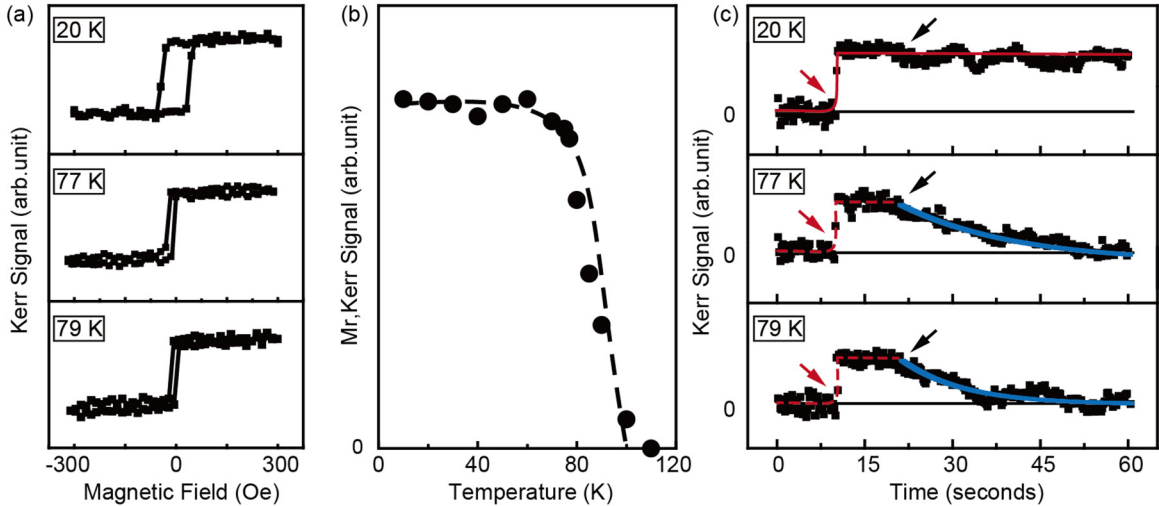 (a)
20 K
77 K
79 K
Kerr Signal (arb.unit)
-300
0
300
Magnetic Field (Oe)
(b)
Mr,Kerr Signal (arb.unit)
0
0
40
80
120
Temperature (K)
(c)
20 K
0
77 K
0
79 K
0
Kerr Signal (arb.unit)
0
15
30
45
60
Time (seconds)